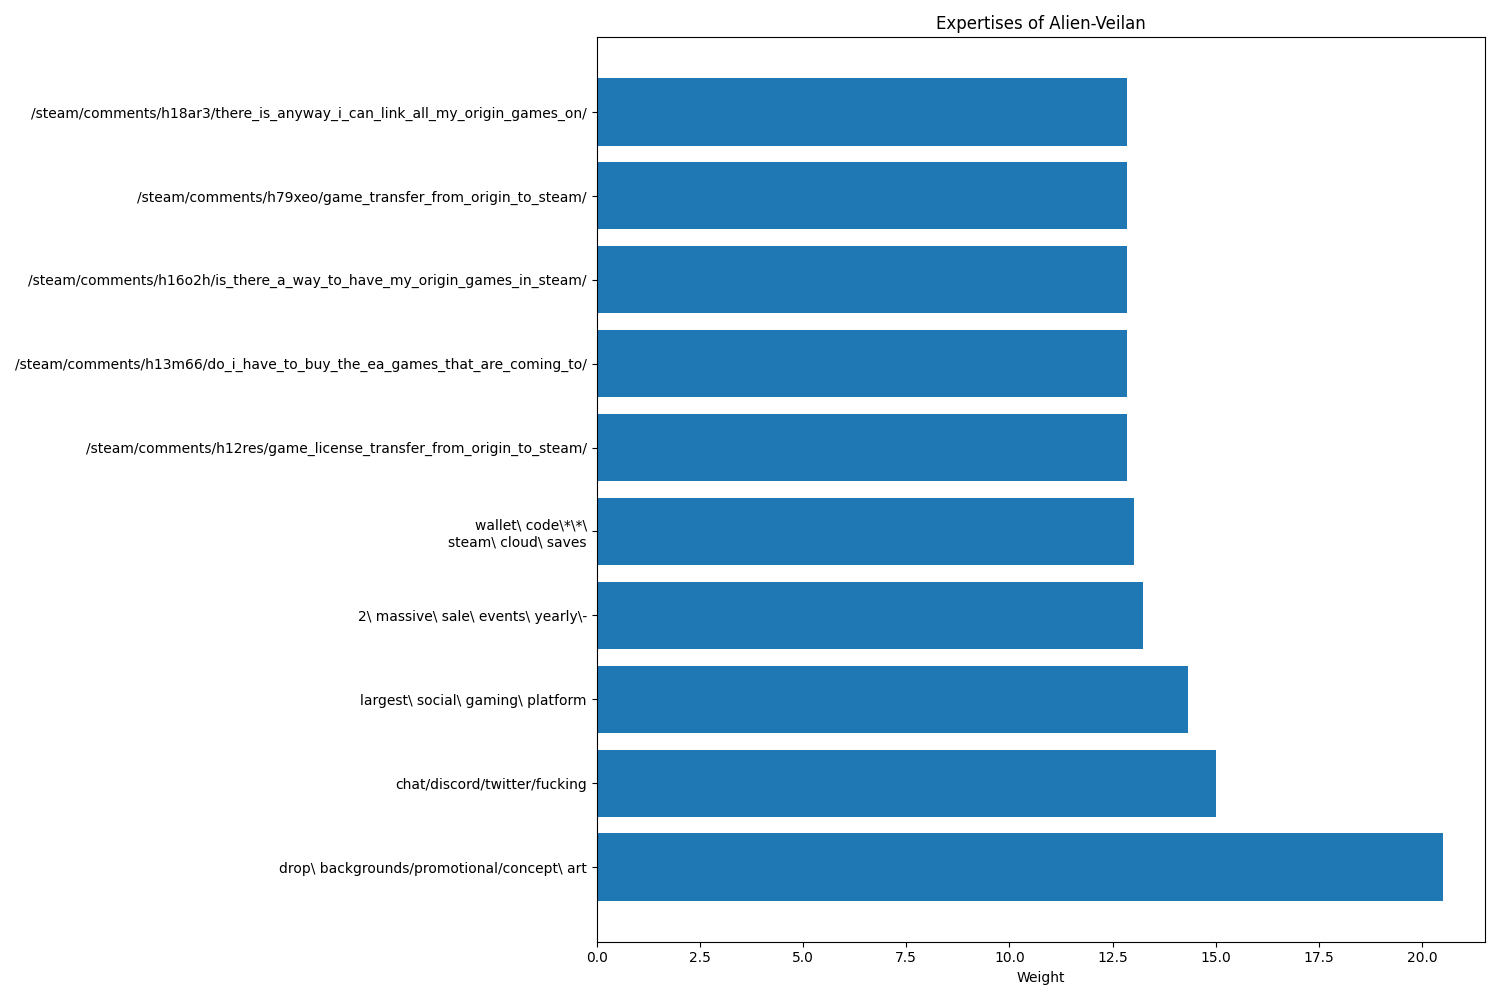 Expertises of Alien-Veilan
/steam/comments/h18ar3/there_is_anyway_i_can_link_all_my_origin_games_on/
/steam/comments/h79xeo/game_transfer_from_origin_to_steam/
/steam/comments/h16o2h/is_there_a_way_to_have_my_origin_games_in_steam/
/steam/comments/h13m66/do_i_have_to_buy_the_ea_games_that_are_coming_to/
/steam/comments/h12res/game_license_transfer_from_origin_to_steam/
wallet\ code\*\*\
steam\ cloud\ saves
2\ massive\ sale\ events\ yearly\-
largest\ social\ gaming\ platform
chat/discord/twitter/fucking
drop\ backgrounds/promotional/concept\ art
0.0 2.5 5.0 7.5 10.0 12.5 15.0 17.5 20.0
Weight